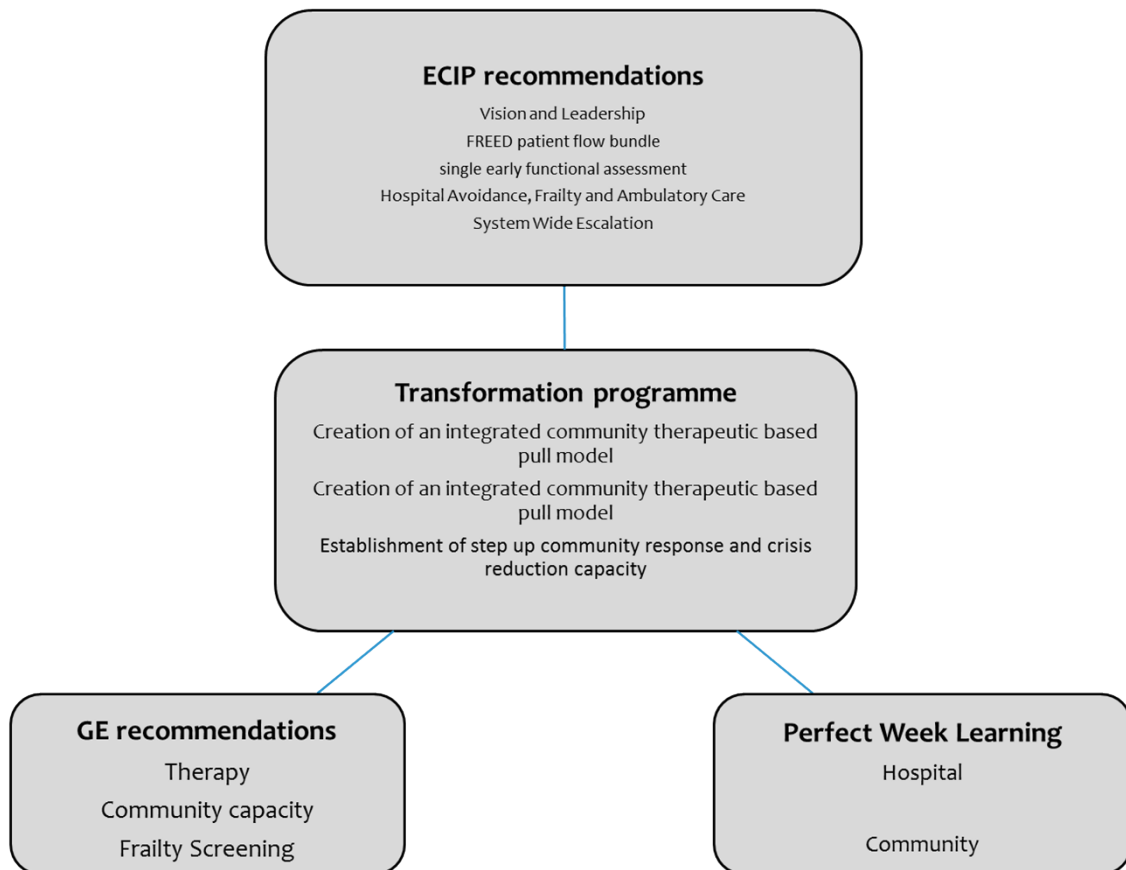 ECIP recommendations
Vision and Leadership
FREED patient flow bundle
single early functional assessment
Hospital Avoidance, Frailty and Ambulatory Care
System Wide Escalation
Transformation programme
Creation of an integrated community therapeutic based
pull model
Creation of an integrated community therapeutic based
pull model
Establishment of step up community response and crisis
reduction capacity
GE recommendations
Therapy
Community capacity
Frailty Screening
Perfect Week Learning
Hospital
Community